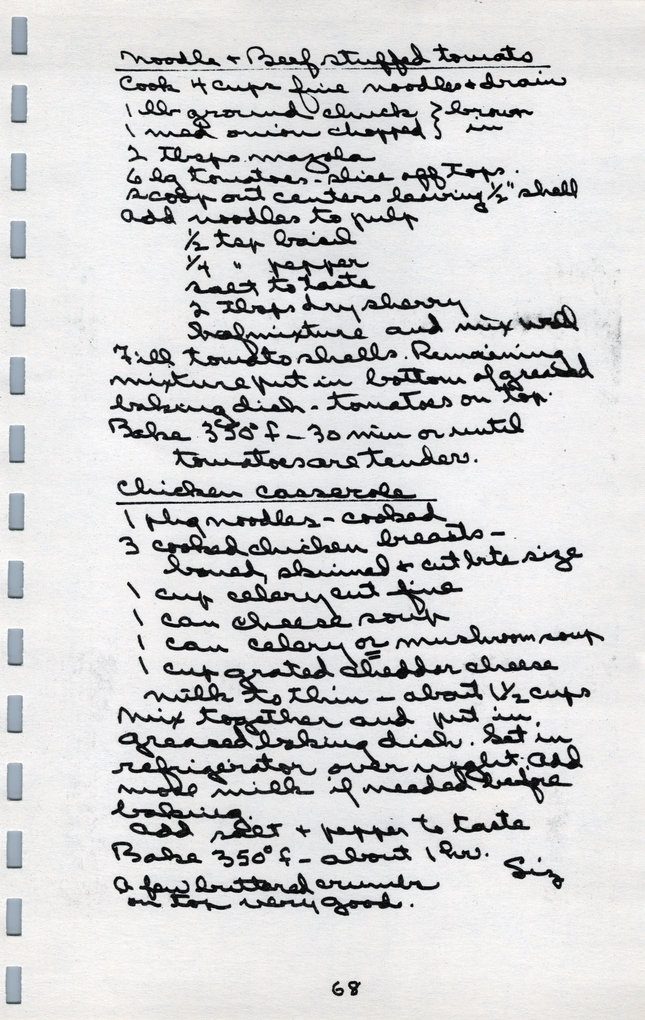 Noodle + Beef stuffed tomato
Cook 4 cups fine noodles + drain
1 lb ground chuck } brown
1 med onion chopped } in
2 tbsps. mazola
6 lg tomatoes - slice off tops.
Scoop out centers leaving ½" shell
add noodles to pulp
½ tsp basil
¼ " pepper
salt to taste
2 tbsps dry sherry
beef mixture and mix well
Fill tomato shells. Remaining
mixture put in bottom of greased
baking dish - tomatoes on top.
Bake 350° f - 30 min or until
tomatoes are tender.
Chicken casserole
1 pkg noodles - cooked
3 cooked chicken breasts -
boned, skinned + cut bite size
1 cup celery cut fine
1 can cheese soup
1 can celery or mushroom soup
1 cup grated cheddar cheese
milk to thin - about 1½ cups
Mix together and put in
greased baking dish. Set in
refrigerator over night. Add
more milk if needed before
baking.
add salt + pepper to taste
Bake 350° f - about 1 hr.
Siz
a few buttered crumbs
on top very good.
68